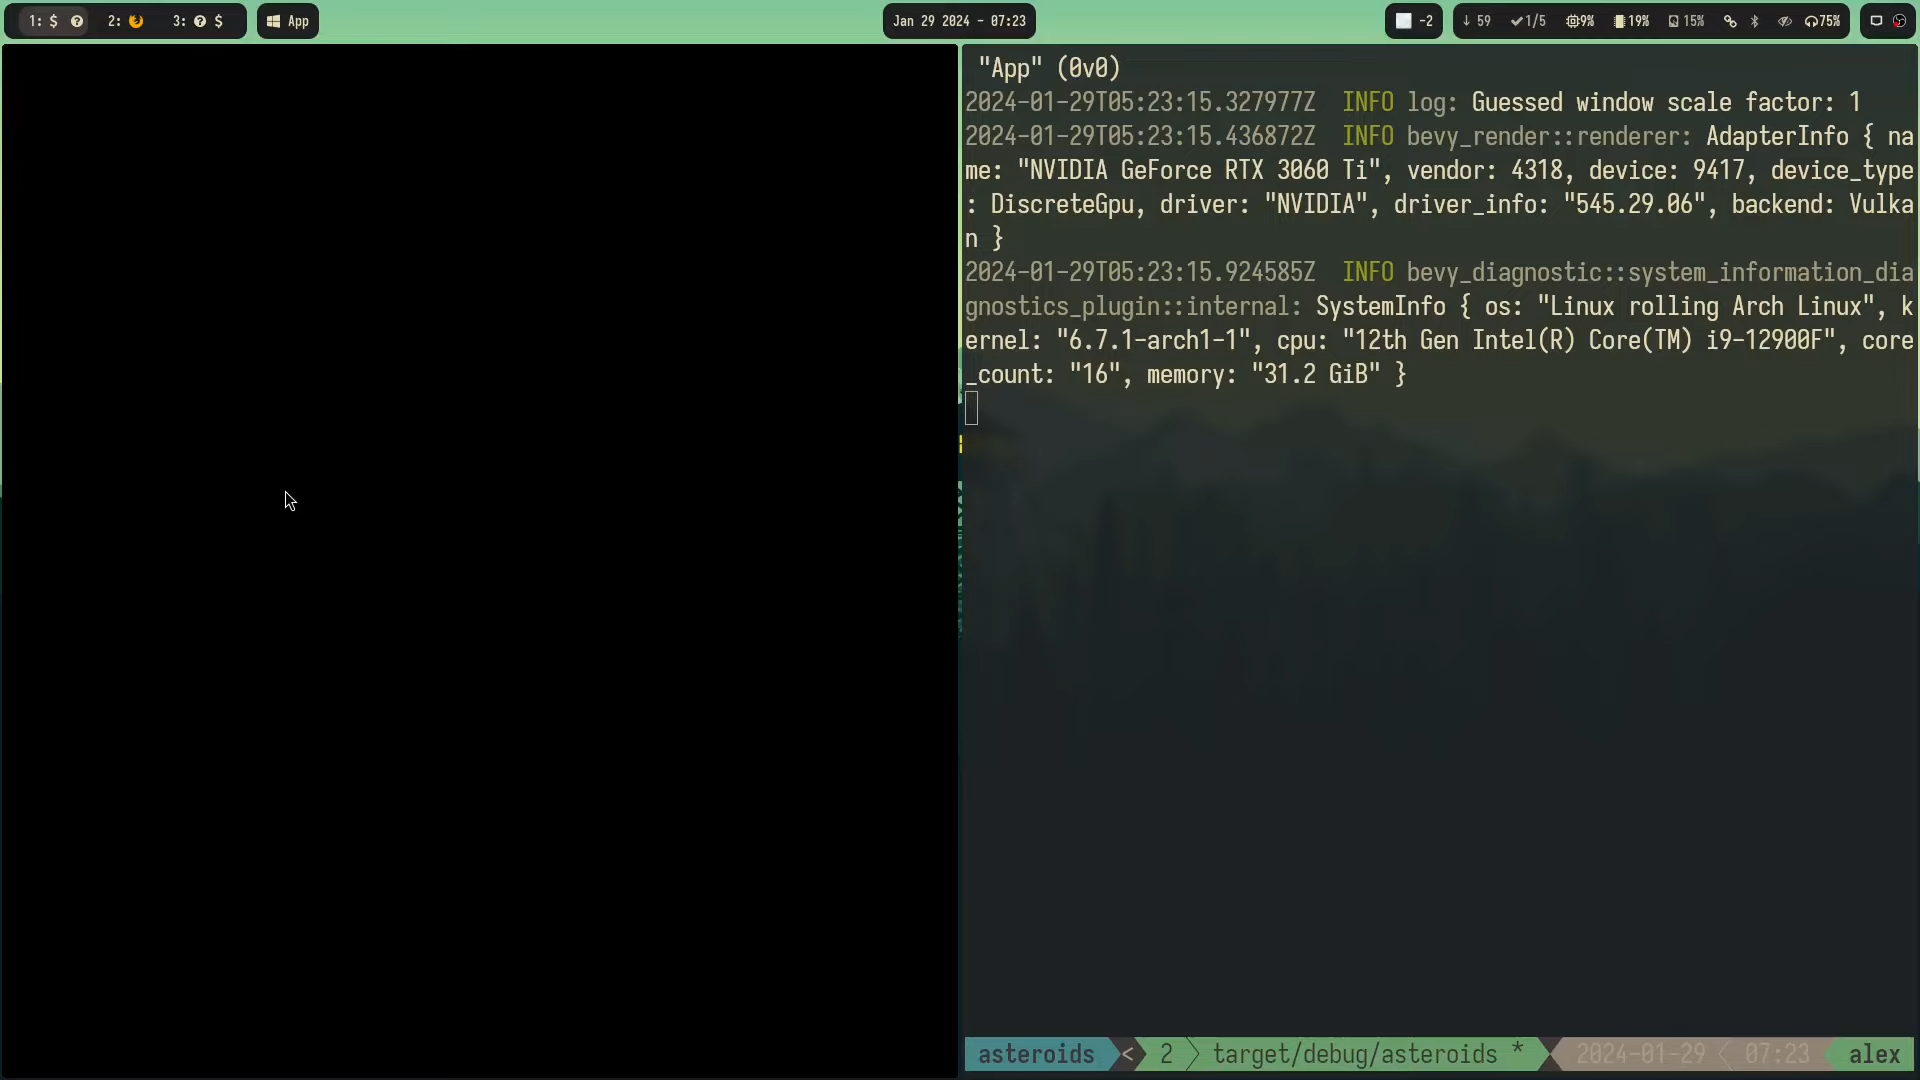 1: $ 2: 3: $ App Jan 29 2024 - 07:23 -2 ↓ 59 1/5 9% 19% 15% 75%
"App" (0v0)
2024-01-29T05:23:15.327977Z  INFO log: Guessed window scale factor: 1
2024-01-29T05:23:15.436872Z  INFO bevy_render::renderer: AdapterInfo { na
me: "NVIDIA GeForce RTX 3060 Ti", vendor: 4318, device: 9417, device_type
: DiscreteGpu, driver: "NVIDIA", driver_info: "545.29.06", backend: Vulka
n }
2024-01-29T05:23:15.924585Z  INFO bevy_diagnostic::system_information_dia
gnostics_plugin::internal: SystemInfo { os: "Linux rolling Arch Linux", k
ernel: "6.7.1-arch1-1", cpu: "12th Gen Intel(R) Core(TM) i9-12900F", core
_count: "16", memory: "31.2 GiB" }
asteroids < 2 target/debug/asteroids * 2024-01-29 07:23 alex